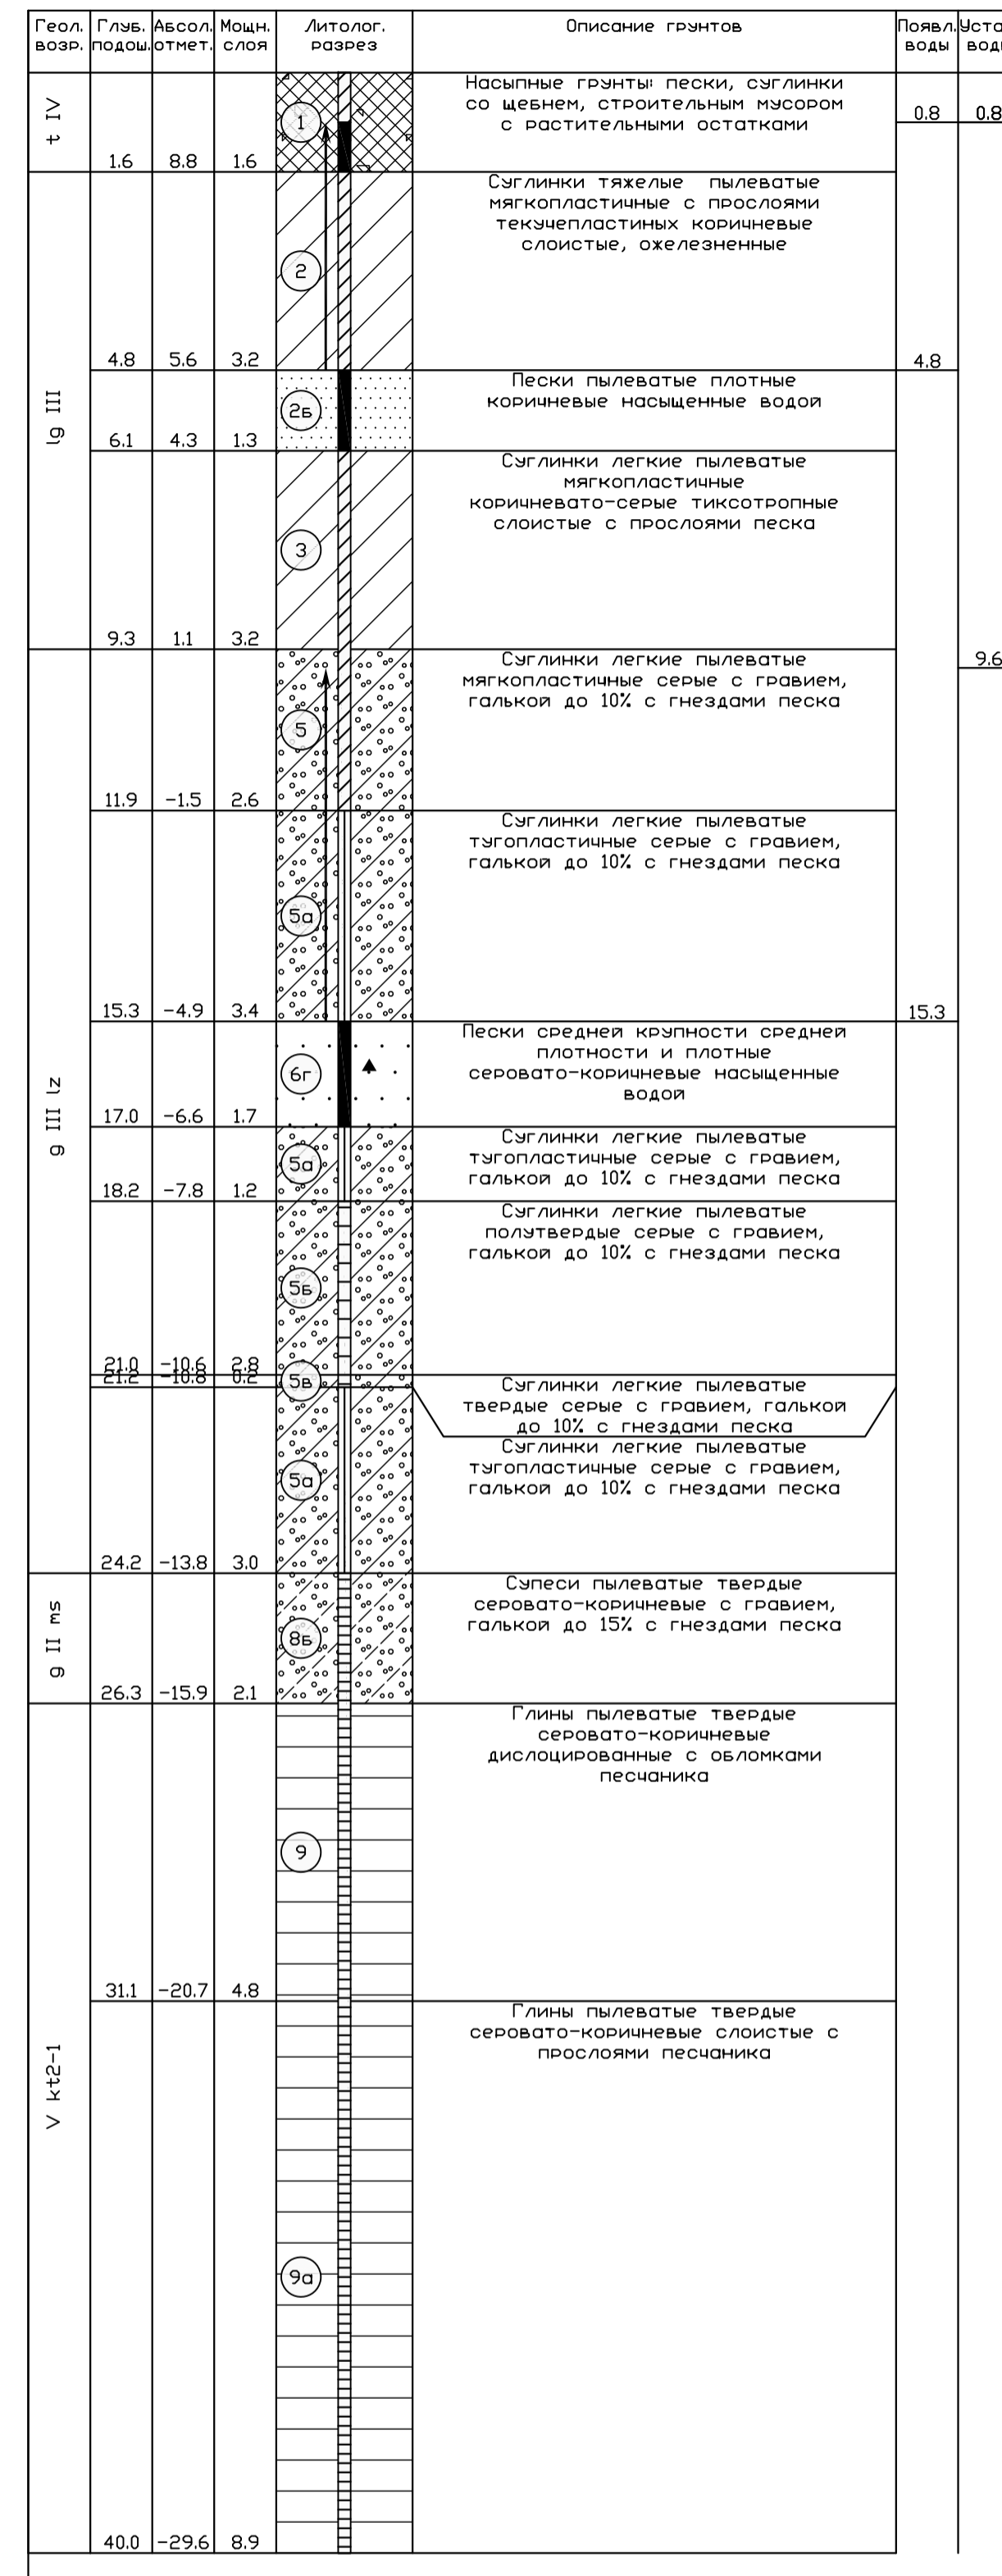 Геол. Глуб. Абсол. Мощн. Литолог. Описание грунтов Появл. Уста
возр. подош. отмет. слоя разрез воды вод
t IV
Насыпные грунты: пески, суглинки
со щебнем, строительным мусором
с растительными остатками
1
0.8 0.8
1.6 8.8 1.6
lg III
Суглинки тяжелые пылеватые
мягкопластичные с прослоями
текучепластиных коричневые
слоистые, ожелезненные
2
4.8 5.6 3.2 4.8
Пески пылеватые плотные
коричневые насыщенные водой
2Б
6.1 4.3 1.3
Суглинки легкие пылеватые
мягкопластичные
коричневато-серые тиксотропные
слоистые с прослоями песка
3
9.3 1.1 3.2
g III lz
Суглинки легкие пылеватые
мягкопластичные серые с гравием,
галькой до 10% с гнездами песка
9.6
5
11.9 -1.5 2.6
Суглинки легкие пылеватые
тугопластичные серые с гравием,
галькой до 10% с гнездами песка
5а
15.3 -4.9 3.4 15.3
Пески средней крупности средней
плотности и плотные
серовато-коричневые насыщенные
водой
6г
17.0 -6.6 1.7
Суглинки легкие пылеватые
тугопластичные серые с гравием,
галькой до 10% с гнездами песка
5а
18.2 -7.8 1.2
Суглинки легкие пылеватые
полутвердые серые с гравием,
галькой до 10% с гнездами песка
5Б
21.0 -10.6 2.8
21.2 -10.8 0.2
5в
Суглинки легкие пылеватые
твердые серые с гравием, галькой
до 10% с гнездами песка
Суглинки легкие пылеватые
тугопластичные серые с гравием,
галькой до 10% с гнездами песка
5а
24.2 -13.8 3.0
g II ms
Супеси пылеватые твердые
серовато-коричневые с гравием,
галькой до 15% с гнездами песка
8Б
26.3 -15.9 2.1
V kt2-1
Глины пылеватые твердые
серовато-коричневые
дислоцированные с обломками
песчаника
9
31.1 -20.7 4.8
Глины пылеватые твердые
серовато-коричневые слоистые с
прослоями песчаника
9а
40.0 -29.6 8.9